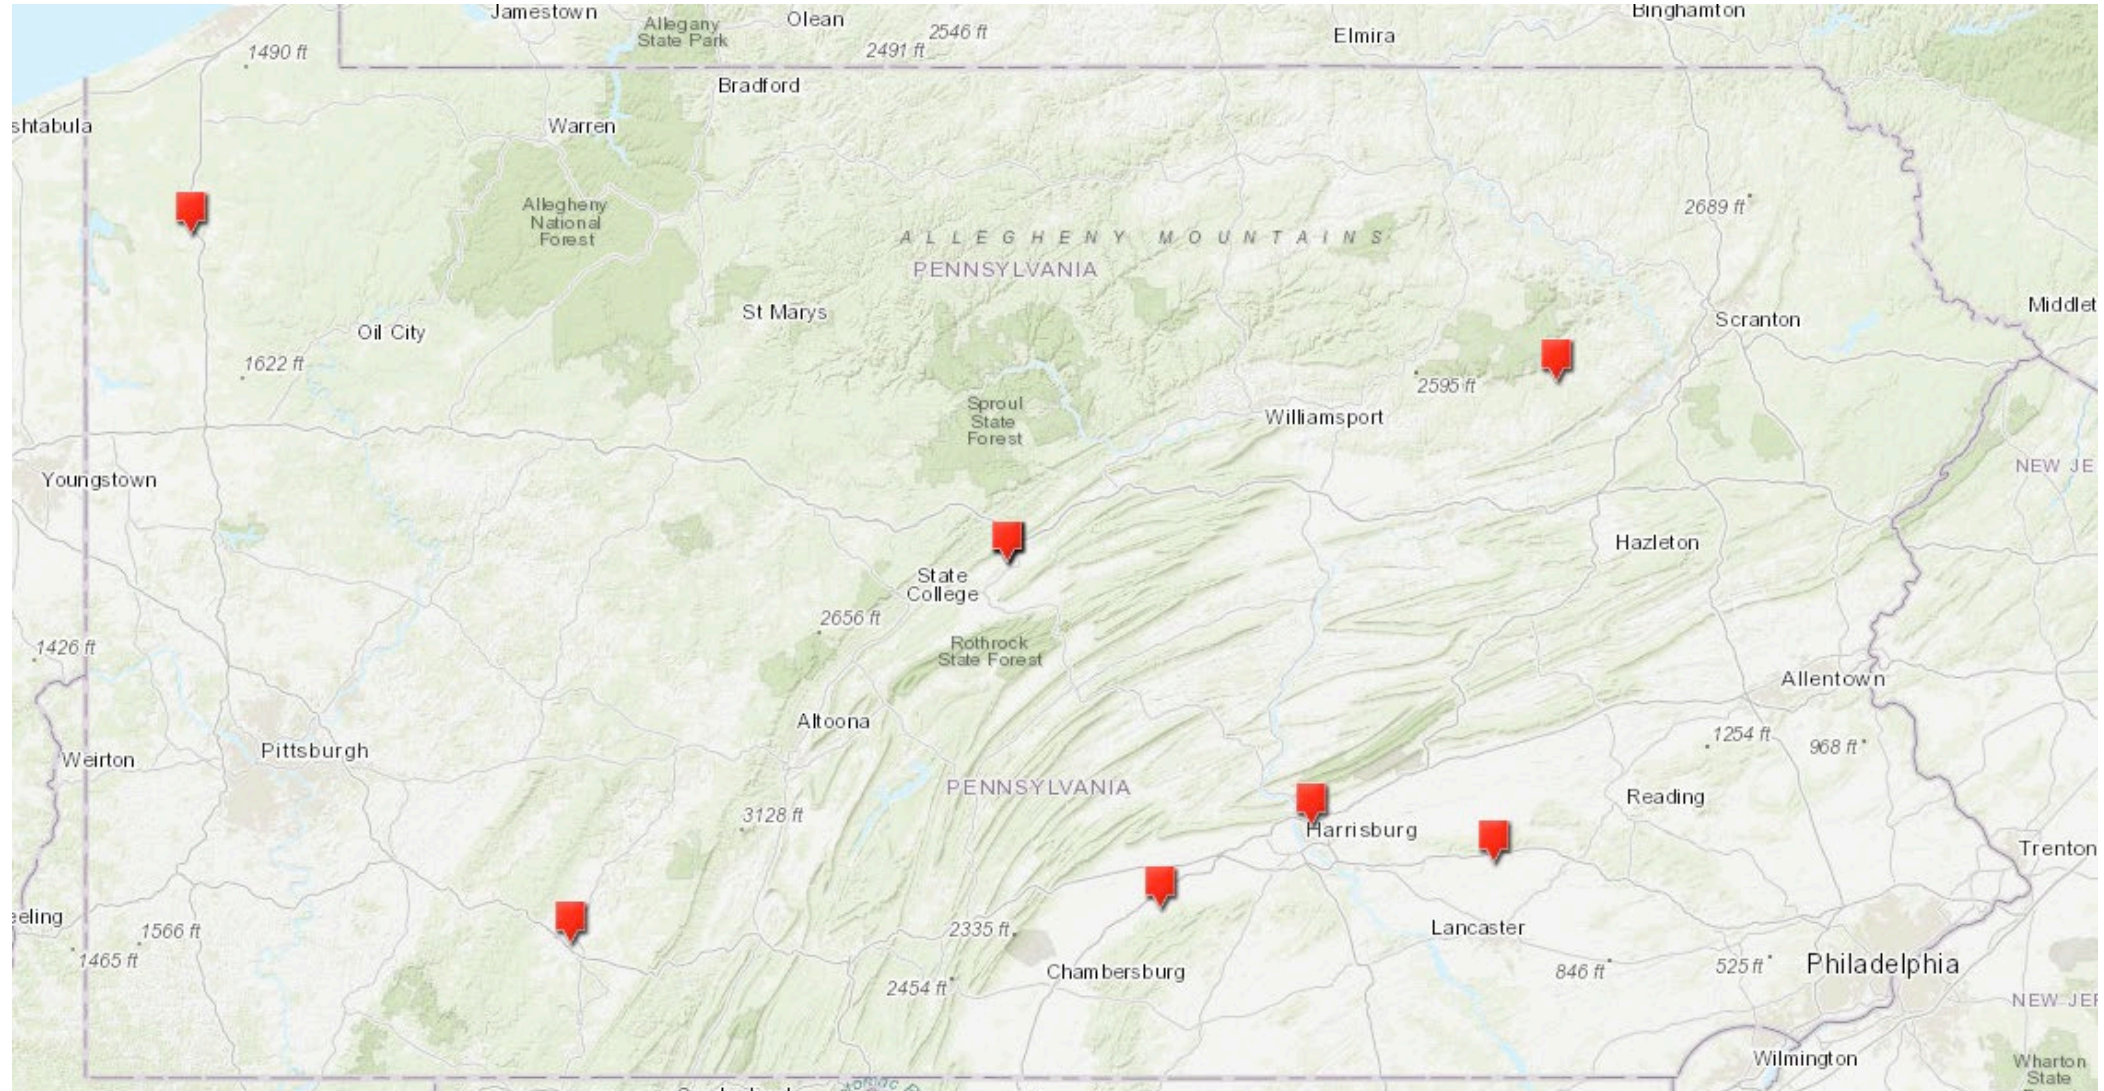 Jamestown
Allegany
State Park
Olean
2546 ft
2491 ft
Elmira
Binghamton
1490 ft
Bradford
shtabula
Warren
Allegheny
National
Forest
2689 ft
ALLEGHENY MOUNTAINS
PENNSYLVANIA
St Marys
Oil City
Scranton
Middlet
1622 ft
2595 ft
Sproul
State
Forest
Williamsport
Youngstown
NEW JE
Hazleton
State
College
2656 ft
1426 ft
Rothrock
State Forest
Allentown
Altoona
1254 ft
968 ft
Pittsburgh
Weirton
PENNSYLVANIA
Reading
3128 ft
Harrisburg
Trenton
eeling
1566 ft
2335 ft
Lancaster
1465 ft
Chambersburg
846 ft
525 ft
Philadelphia
2454 ft
NEW JER
Wilmington
Wharton
State